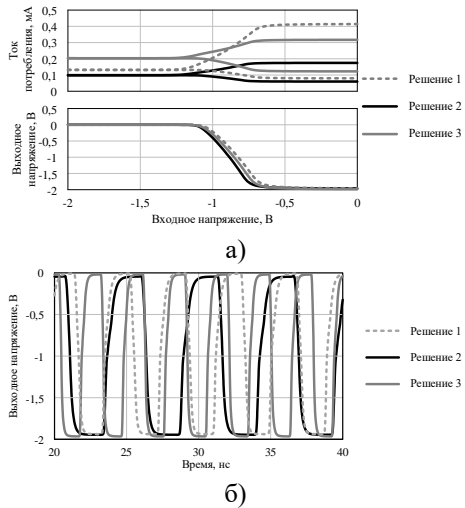 Ток
потребления, мА
0,5
0,4
0,3
0,2
0,1
0
Выходное
напряжение, В
0,5
0
-0,5
-1
-1,5
-2
-2 -1,5 -1 -0,5 0
Входное напряжение, В
Решение 1
Решение 2
Решение 3
а)
Выходное напряжение, В
0
-0,5
-1
-1,5
-2
20 25 30 35 40
Время, нс
Решение 1
Решение 2
Решение 3
б)